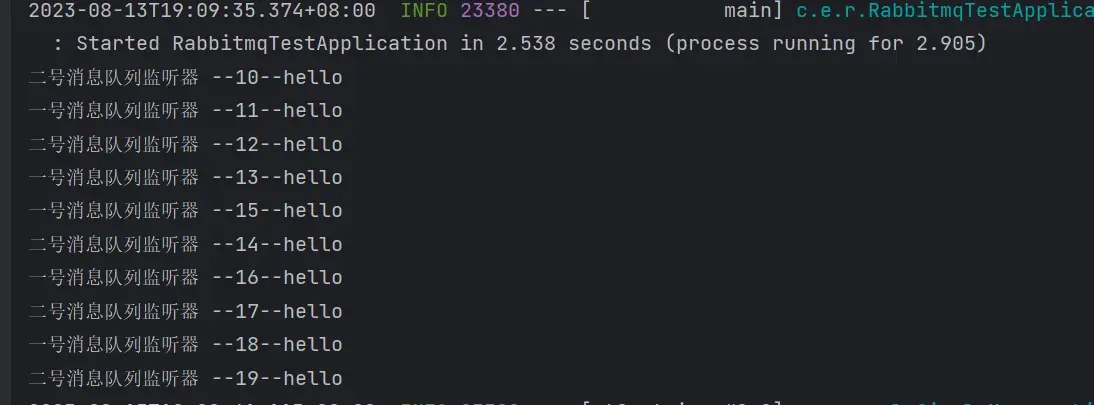 2023-08-13T19:09:35.374+08:00  INFO 23380 --- [           main] c.e.r.RabbitmqTestApplica
  : Started RabbitmqTestApplication in 2.538 seconds (process running for 2.905)
二号消息队列监听器 --10--hello
一号消息队列监听器 --11--hello
二号消息队列监听器 --12--hello
一号消息队列监听器 --13--hello
一号消息队列监听器 --15--hello
二号消息队列监听器 --14--hello
一号消息队列监听器 --16--hello
二号消息队列监听器 --17--hello
一号消息队列监听器 --18--hello
二号消息队列监听器 --19--hello